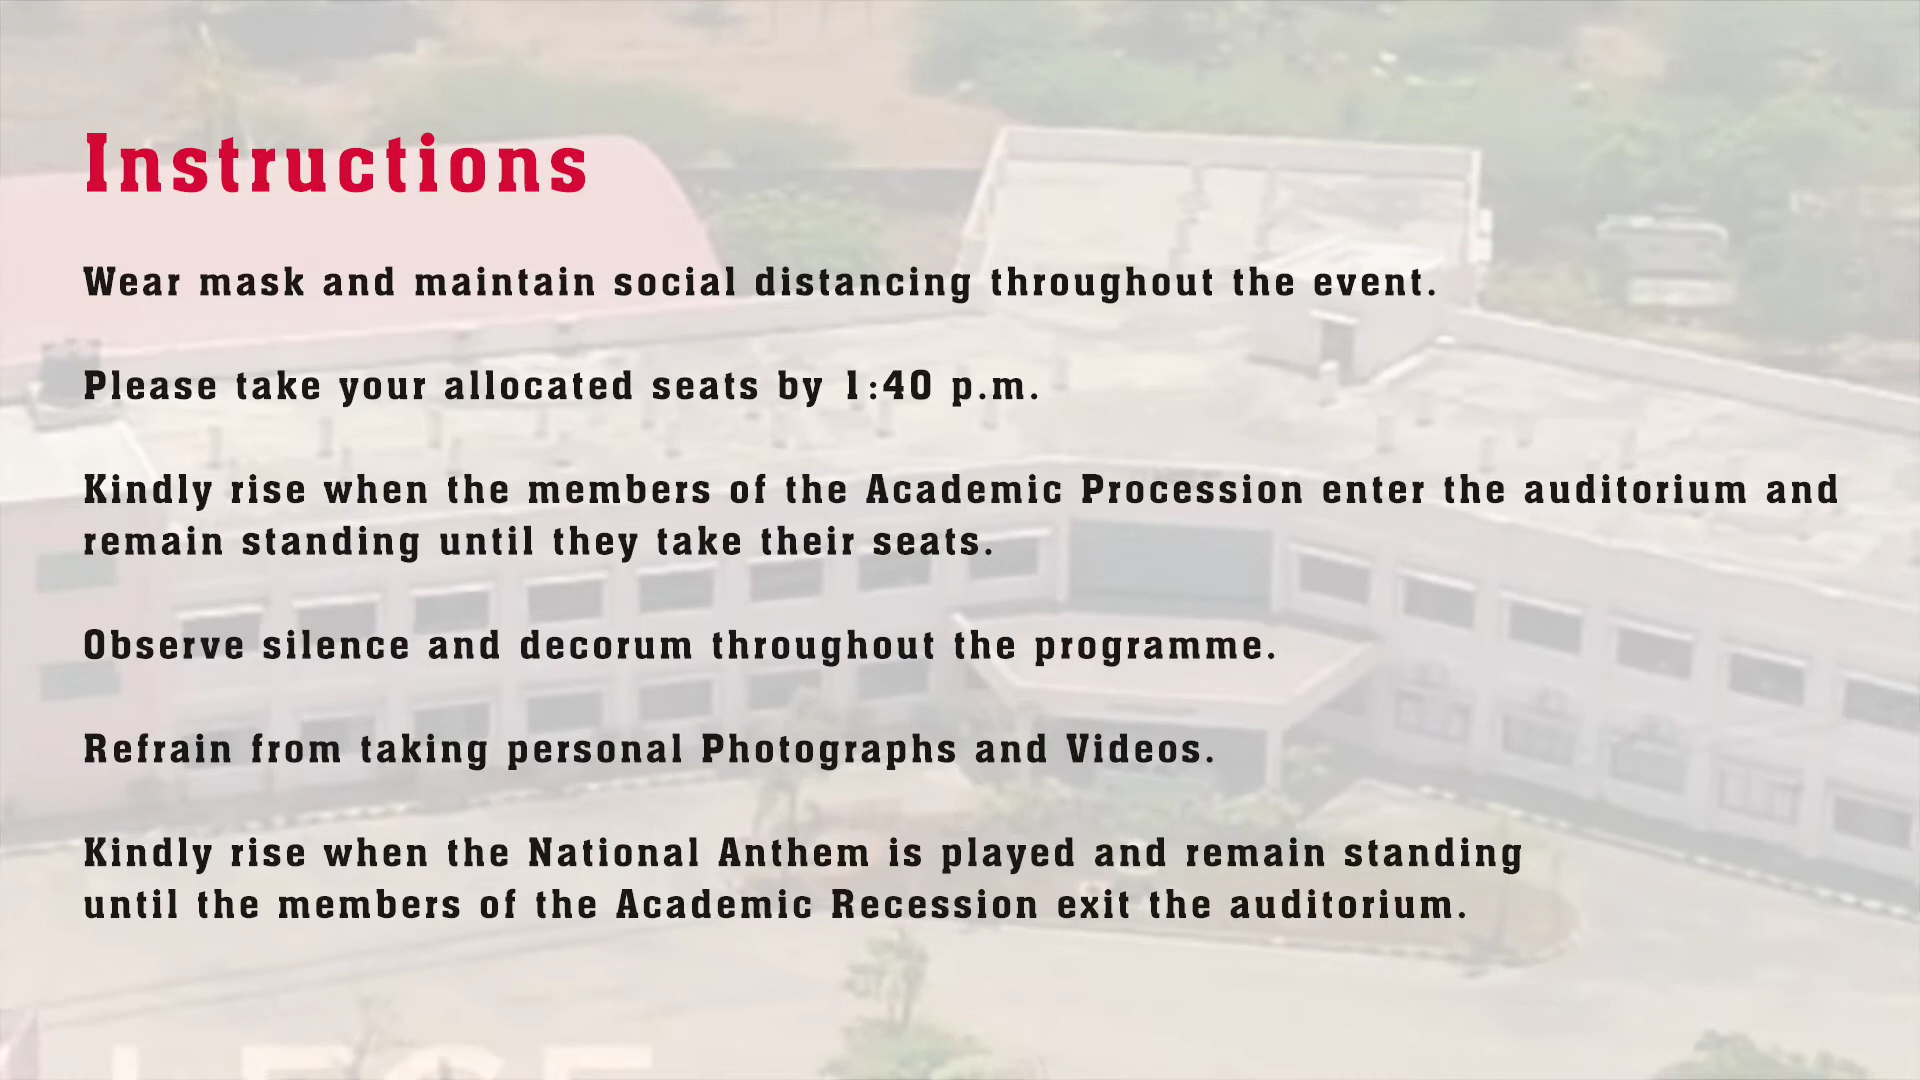 Instructions
Wear mask and maintain social distancing throughout the event.
Please take your allocated seats by 1:40 p.m.
Kindly rise when the members of the Academic Procession enter the auditorium and
remain standing until they take their seats.
Observe silence and decorum throughout the programme.
Refrain from taking personal Photographs and Videos.
Kindly rise when the National Anthem is played and remain standing
until the members of the Academic Recession exit the auditorium.